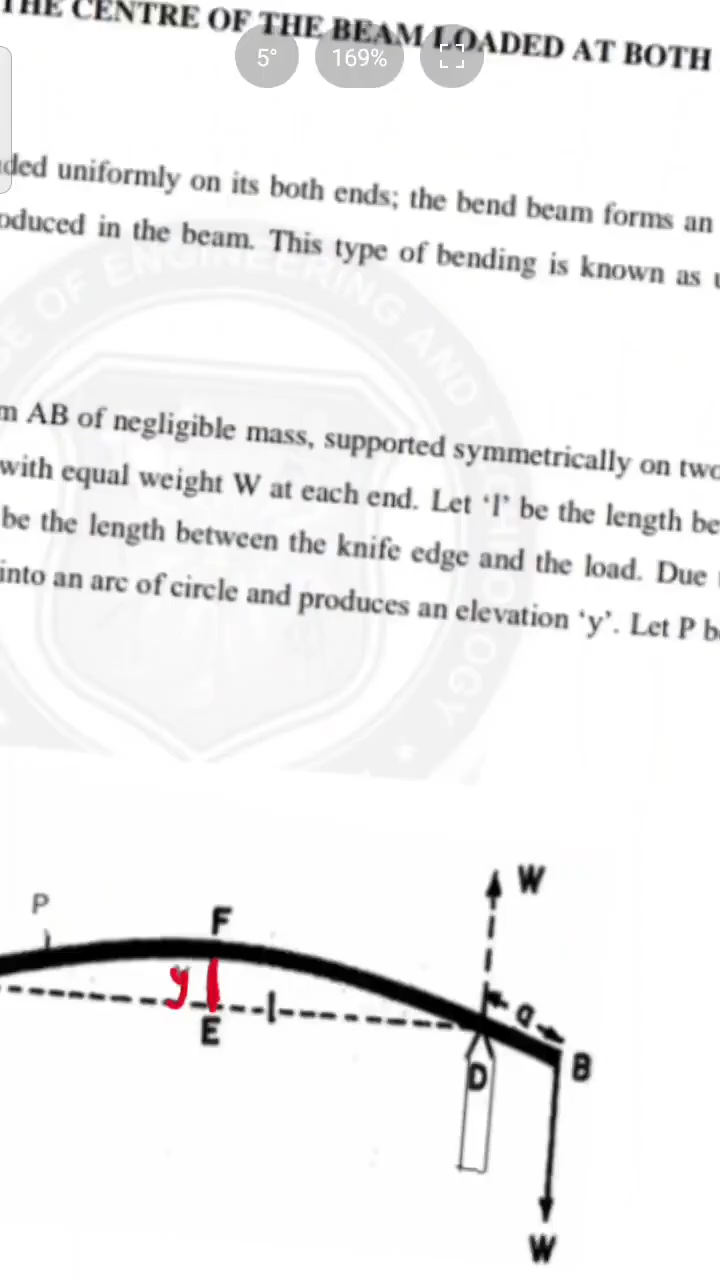 THE CENTRE OF THE BEAM LOADED AT BOTH
5° 169%
uniformly on its both ends; the bend beam forms an
in the beam. This type of bending is known as
OF ENGINEERING AND
AB of negligible mass, supported symmetrically on two
with equal weight W at each end. Let ‘l’ be the length
be the length between the knife edge and the load. Due
into an arc of circle and produces an elevation ‘y’. Let P
W
P
F
y
l
E
a
D
B
W